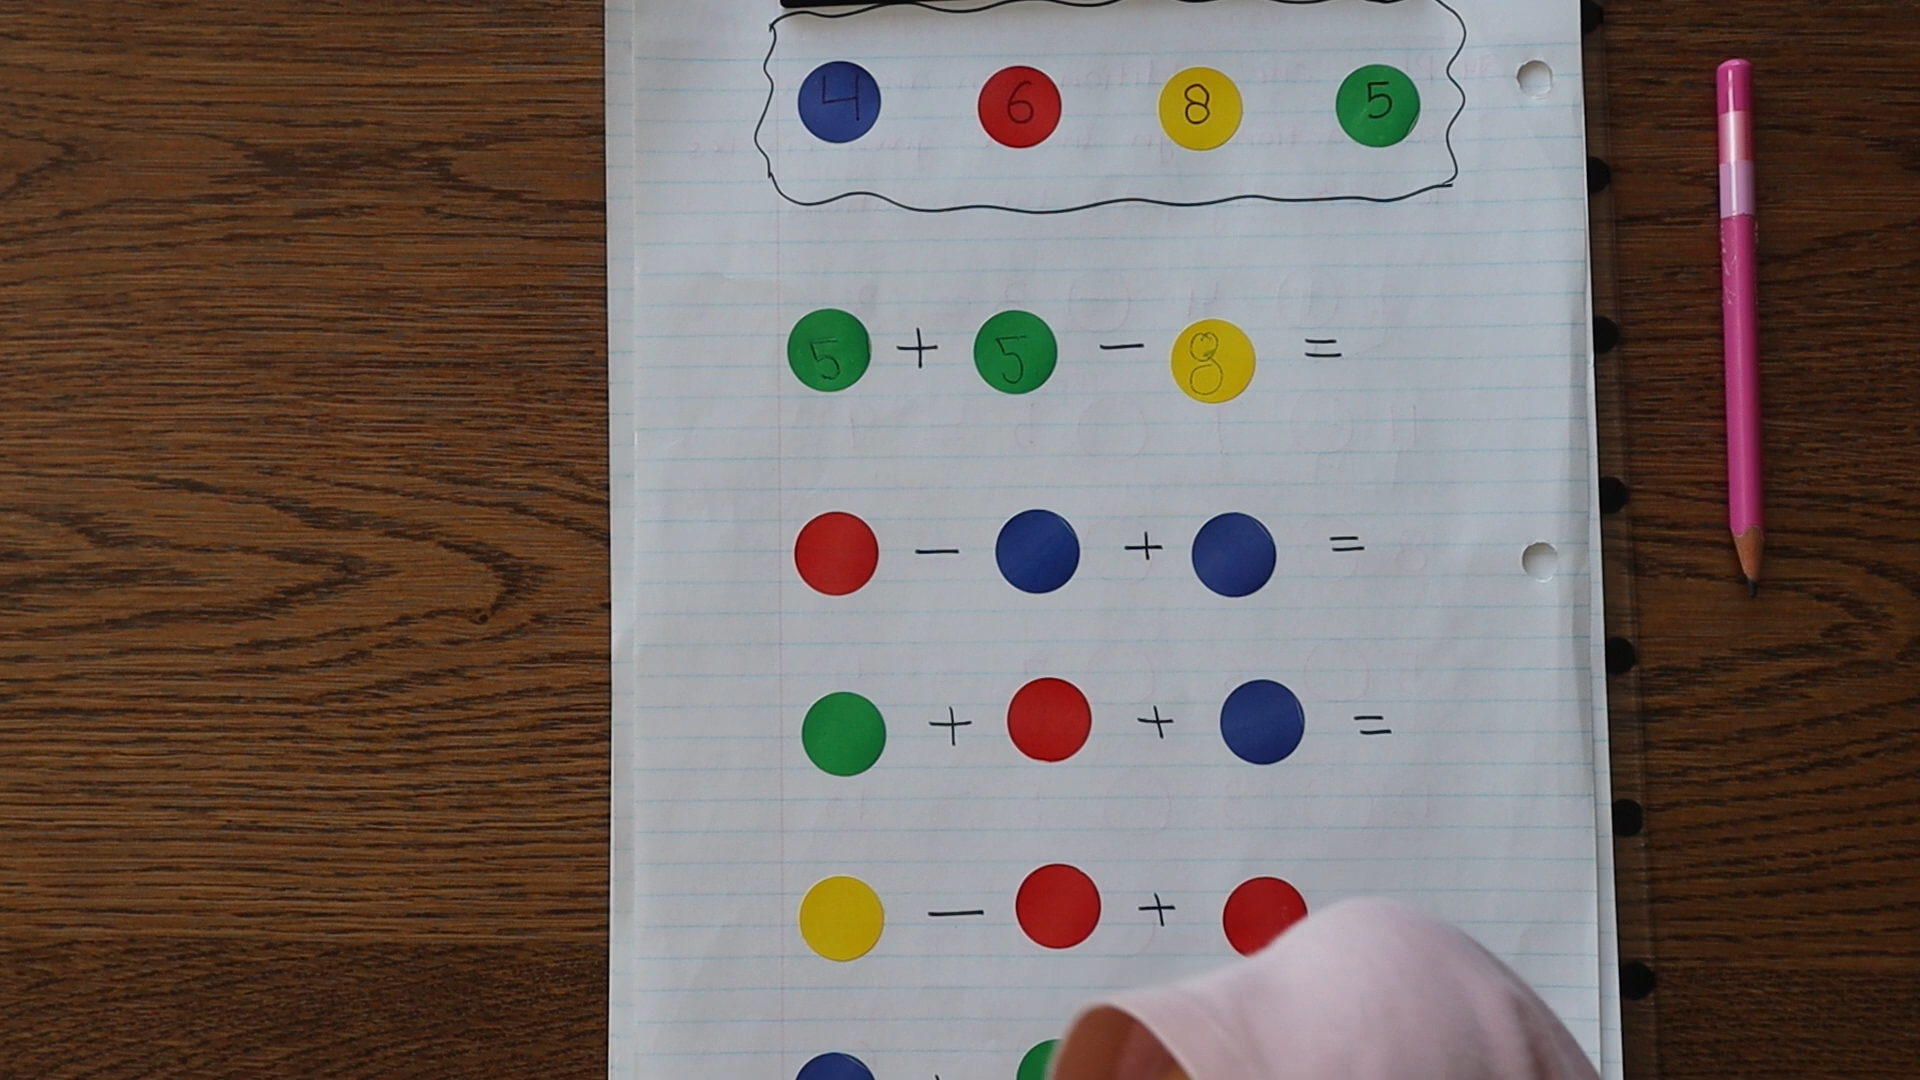 4 6 8 5
5 + 5 - 8 =
- + =
+ + =
- +